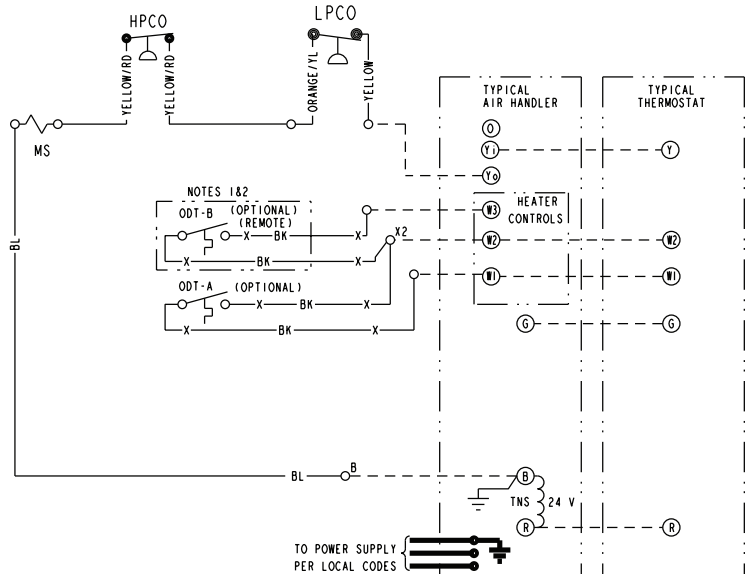 HPCO
LPCO
YELLOW/RD
YELLOW/RD
ORANGE/YL
YELLOW
MS
BL
TYPICAL
AIR HANDLER
TYPICAL
THERMOSTAT
O
Yi
Y
Yo
NOTES 1&2
ODT-B (OPTIONAL)
(REMOTE)
X BK X
X BK X
X2
HEATER
CONTROLS
W3
W2
W2
W1
W1
ODT-A (OPTIONAL)
X BK X
X BK X
G
G
BL
B
B
TNS 24 V
R
R
TO POWER SUPPLY
PER LOCAL CODES